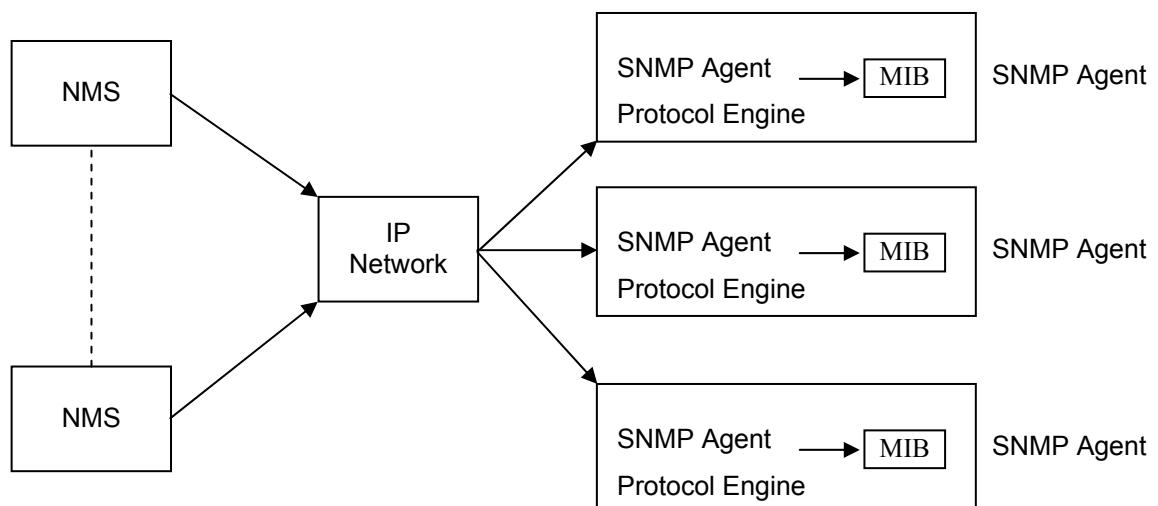 NMS
NMS
IP
Network
SNMP Agent
Protocol Engine
MIB
SNMP Agent
SNMP Agent
Protocol Engine
MIB
SNMP Agent
SNMP Agent
Protocol Engine
MIB
SNMP Agent